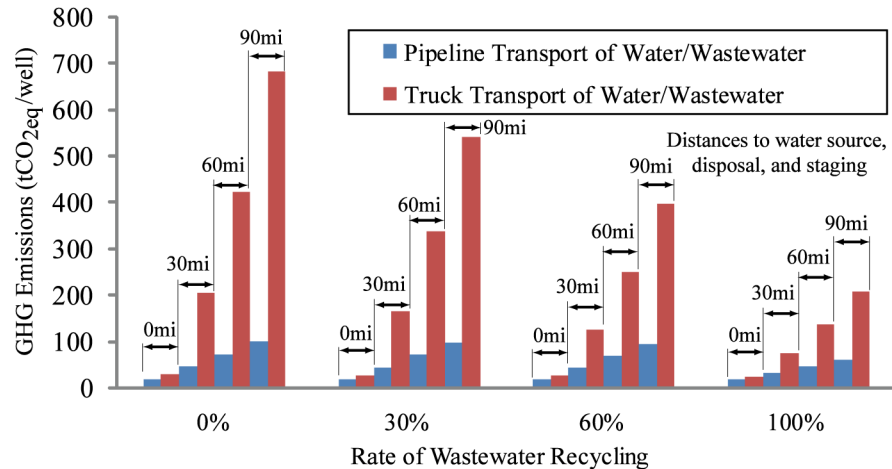 800
700
600
500
400
300
200
100
0
GHG Emissions (tCO2eq/well)
Pipeline Transport of Water/Wastewater
Truck Transport of Water/Wastewater
Distances to water source,
disposal, and staging
0mi
30mi
60mi
90mi
0mi
30mi
60mi
90mi
0mi
30mi
60mi
90mi
0mi
30mi
60mi
90mi
0%
30%
60%
100%
Rate of Wastewater Recycling